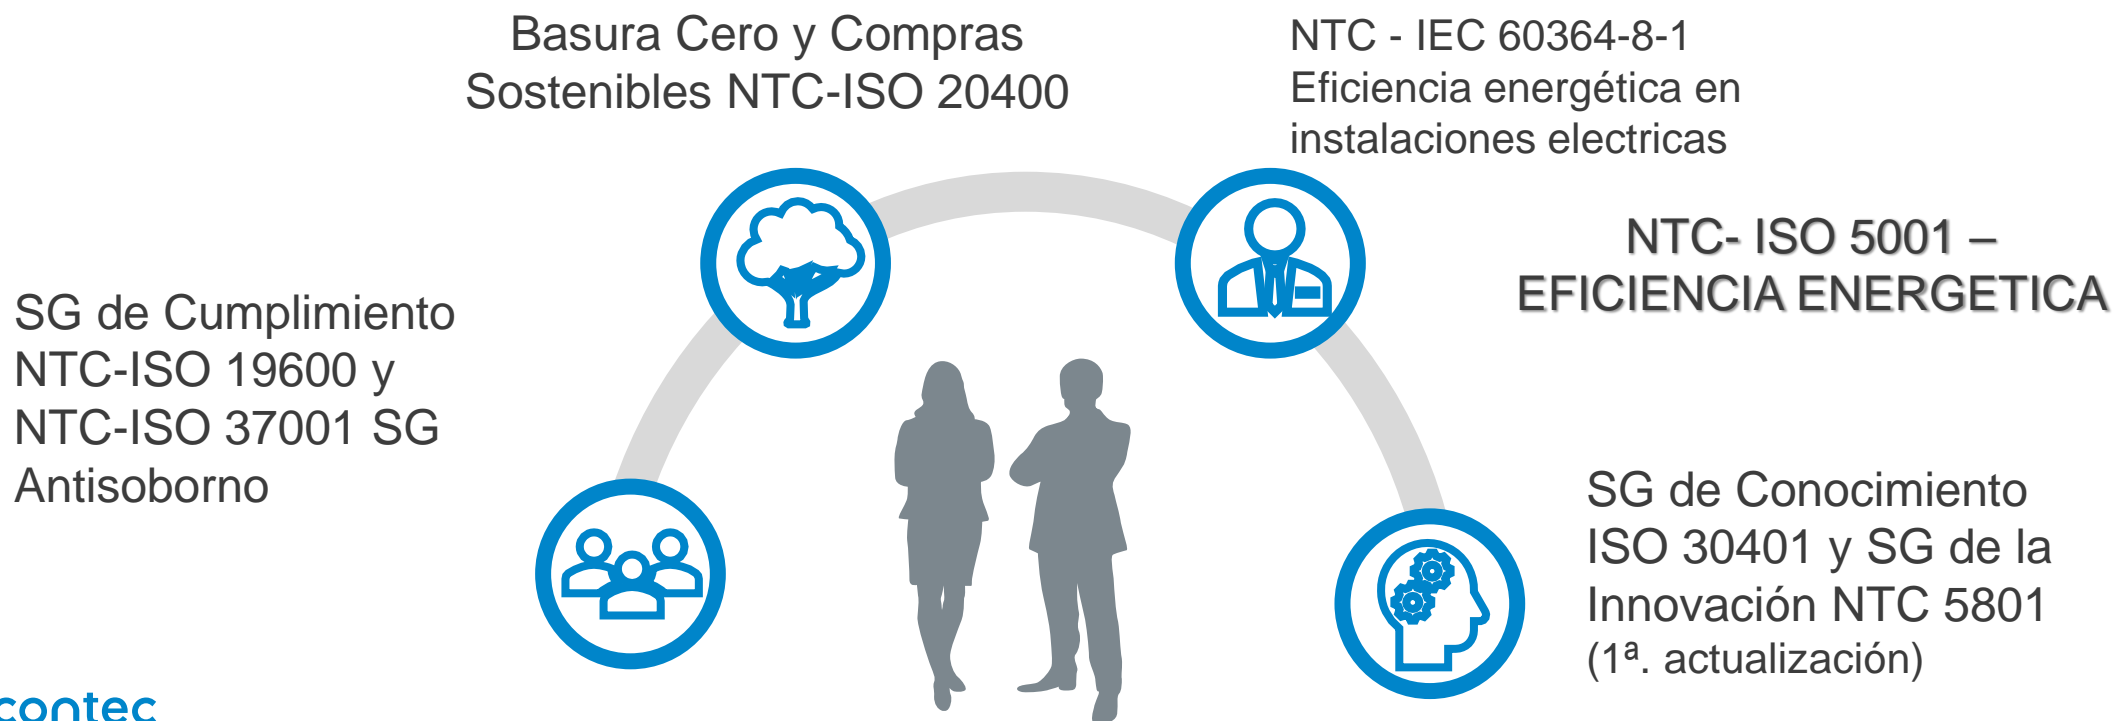 Basura Cero y Compras
Sostenibles NTC-ISO 20400
NTC - IEC 60364-8-1
Eficiencia energética en
instalaciones electricas
NTC- ISO 5001 –
EFICIENCIA ENERGETICA
SG de Cumplimiento
NTC-ISO 19600 y
NTC-ISO 37001 SG
Antisoborno
SG de Conocimiento
ISO 30401 y SG de la
Innovación NTC 5801
(1ª. actualización)
contec